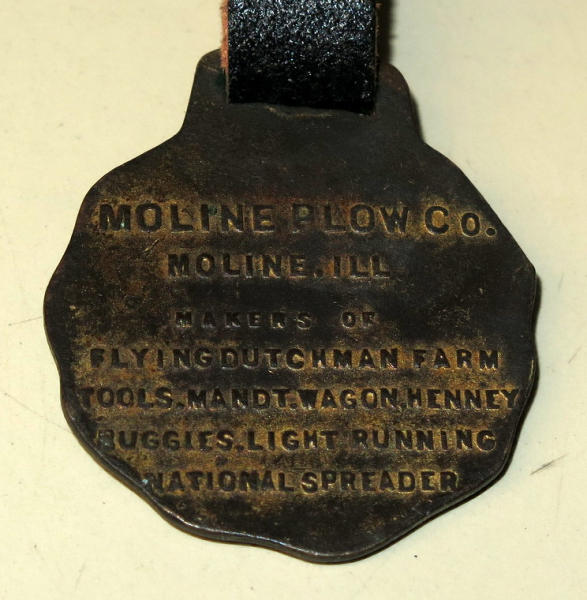 MOLINE PLOW Co.
MOLINE. ILL.
MAKERS OF
FLYING DUTCHMAN FARM
TOOLS. MANDT. WAGON, HENNEY
BUGGIES. LIGHT RUNNING
NATIONAL SPREADER